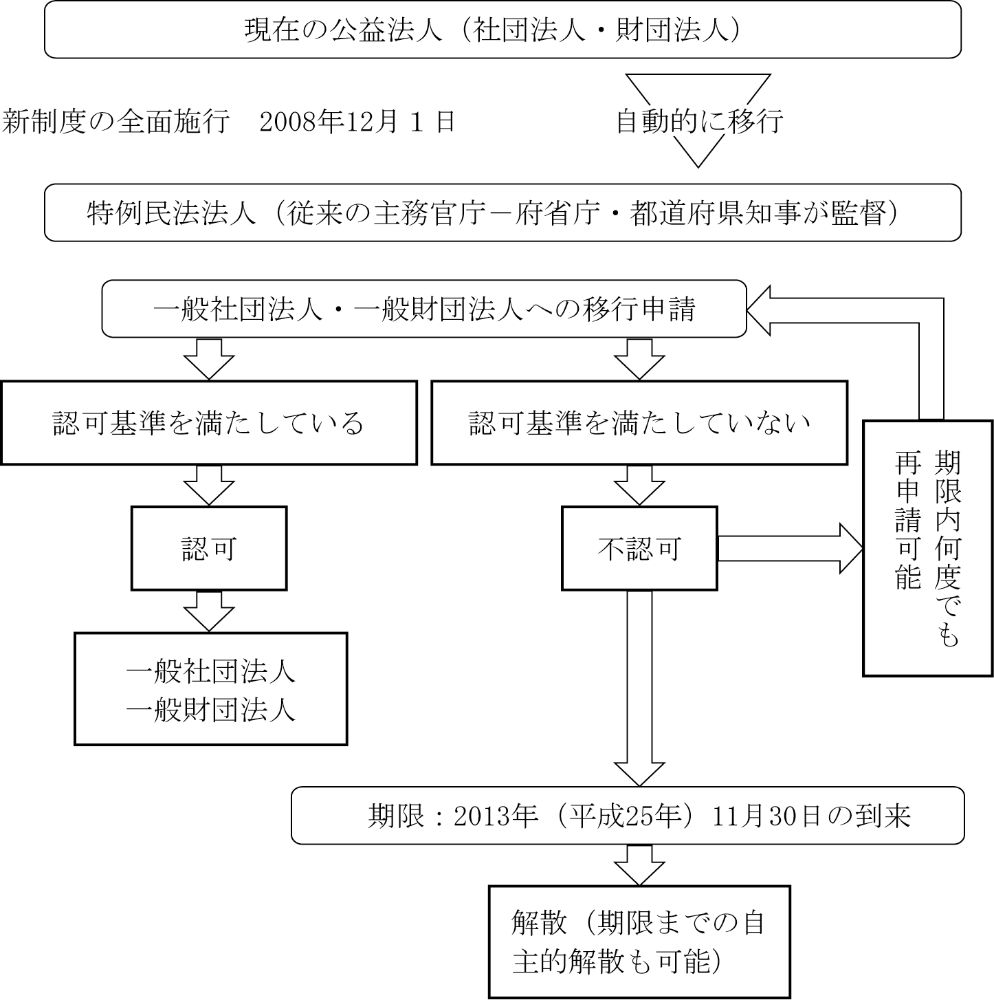 現在の公益法人（社団法人・財団法人）
新制度の全面施行　2008年12月１日
自動的に移行
特例民法法人（従来の主務官庁－府省庁・都道府県知事が監督）
一般社団法人・一般財団法人への移行申請
認可基準を満たしている
認可基準を満たしていない
期限内何度でも
再申請可能
認可
不認可
一般社団法人
一般財団法人
期限：2013年（平成25年）11月30日の到来
解散（期限までの自
主的解散も可能）